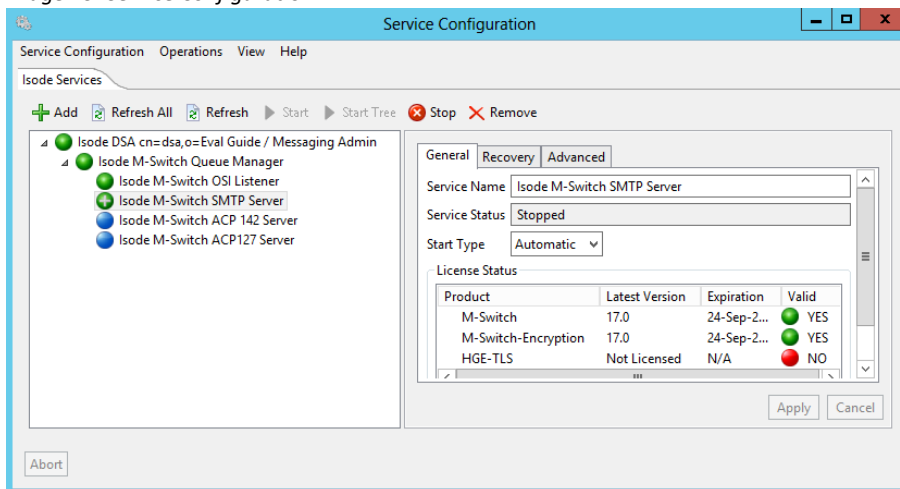 Service Configuration
Service Configuration Operations View Help
Isode Services
Add Refresh All Refresh Start Start Tree Stop Remove
Isode DSA cn=dsa,o=Eval Guide / Messaging Admin
Isode M-Switch Queue Manager
Isode M-Switch OSI Listener
Isode M-Switch SMTP Server
Isode M-Switch ACP 142 Server
Isode M-Switch ACP127 Server
General Recovery Advanced
Service Name Isode M-Switch SMTP Server
Service Status Stopped
Start Type Automatic
License Status
Product Latest Version Expiration Valid
M-Switch 17.0 24-Sep-2... YES
M-Switch-Encryption 17.0 24-Sep-2... YES
HGE-TLS Not Licensed N/A NO
Apply Cancel
Abort